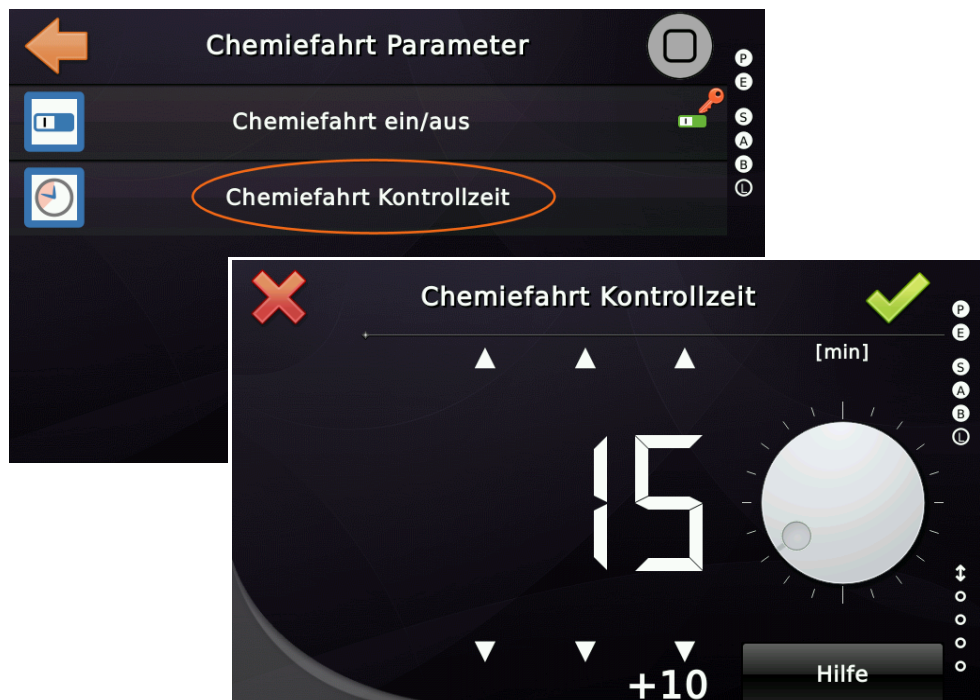 Chemiefahrt Parameter
P
E
Chemiefahrt ein/aus
S
A
B
L
Chemiefahrt Kontrollzeit
Chemiefahrt Kontrollzeit
P
E
[min]
S
A
B
L
15
+10
Hilfe